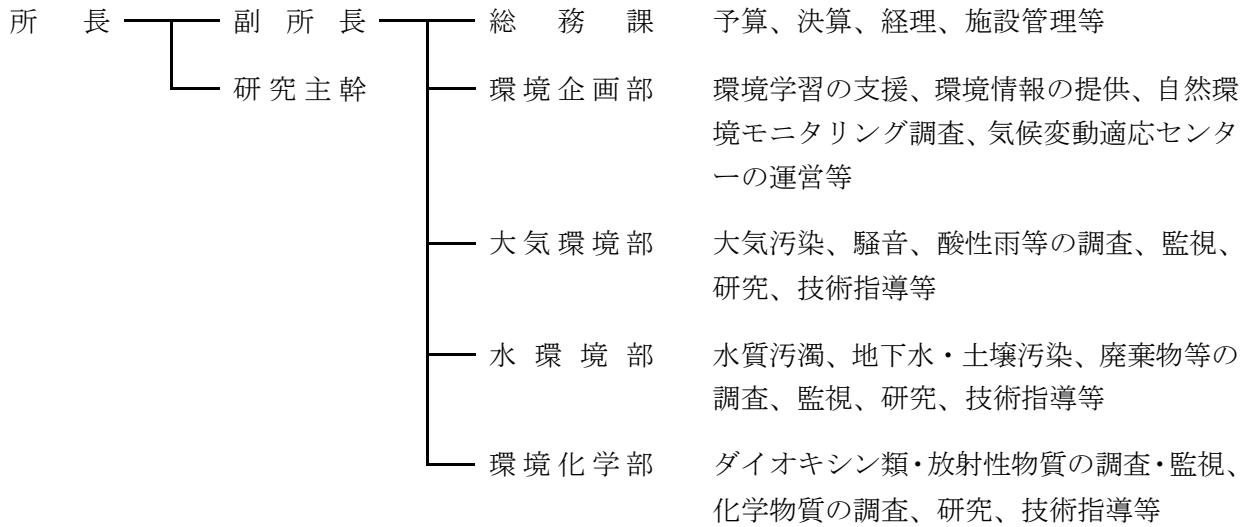 所長 副所長 総務課 予算、決算、経理、施設管理等
研究主幹 環境企画部 環境学習の支援、環境情報の提供、自然環
境モニタリング調査、気候変動適応センタ
ーの運営等
大気環境部 大気汚染、騒音、酸性雨等の調査、監視、
研究、技術指導等
水環境部 水質汚濁、地下水・土壌汚染、廃棄物等の
調査、監視、研究、技術指導等
環境化学部 ダイオキシン類・放射性物質の調査・監視、
化学物質の調査、研究、技術指導等